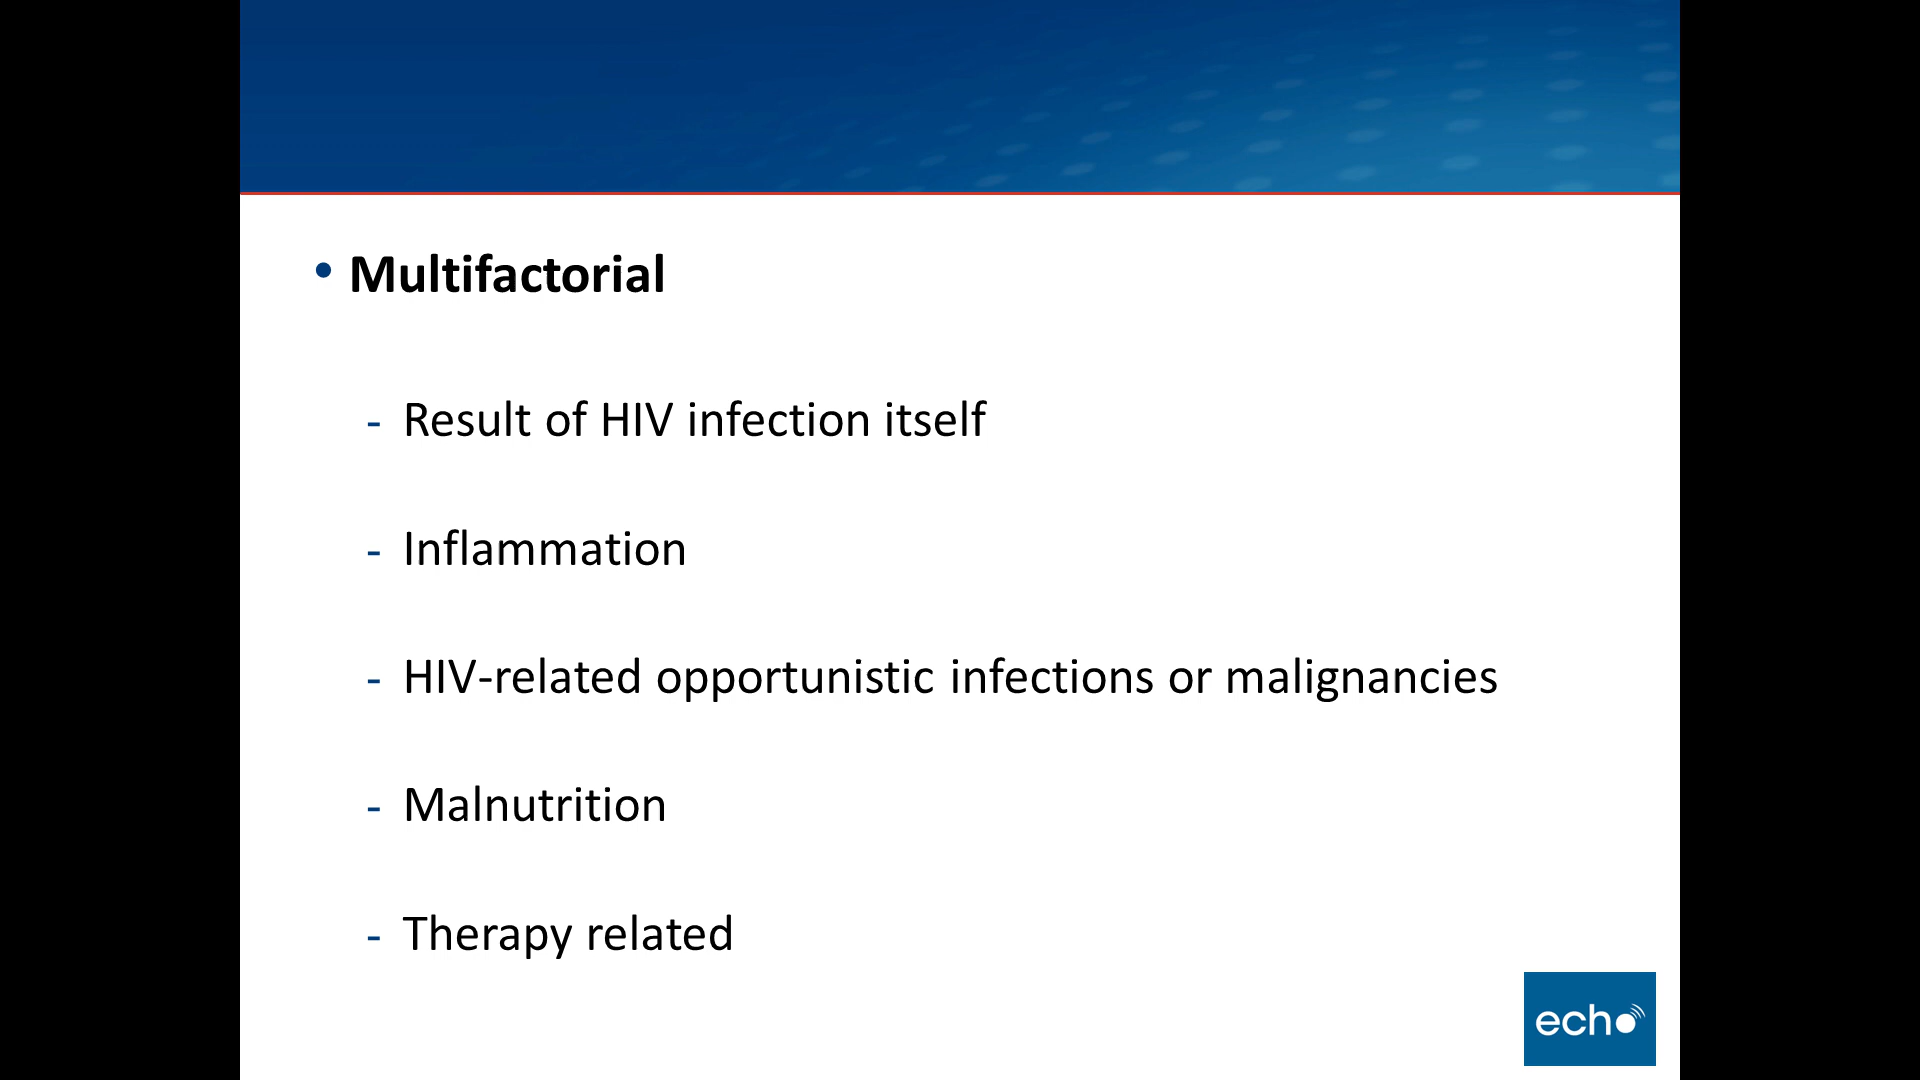 • Multifactorial
- Result of HIV infection itself
- Inflammation
- HIV-related opportunistic infections or malignancies
- Malnutrition
- Therapy related
echo